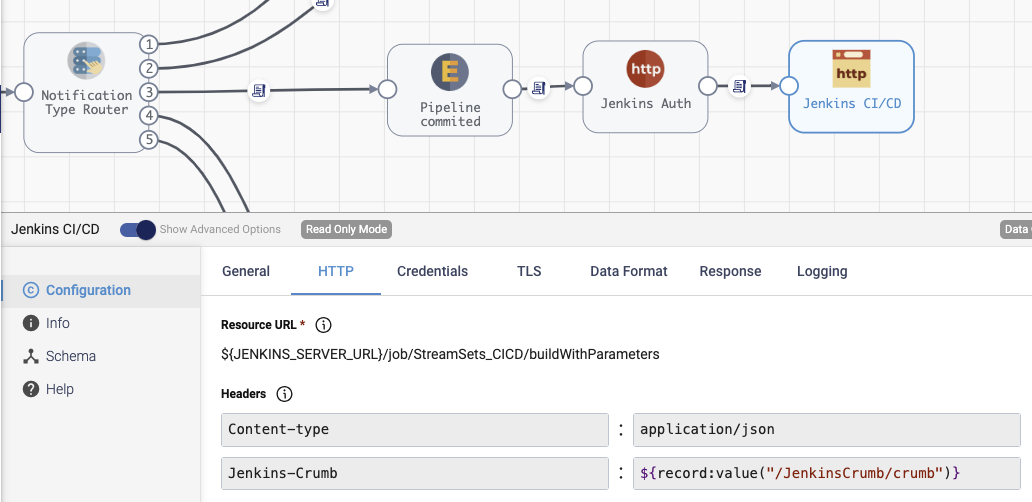 1
2
3
4
5
Notification
Type Router
E
Pipeline
commited
http
Jenkins Auth
http
Jenkins CI/CD
Jenkins CI/CD
Show Advanced Options
Read Only Mode
Data
C Configuration
Info
Schema
Help
General
HTTP
Credentials
TLS
Data Format
Response
Logging
Resource URL *
${JENKINS_SERVER_URL}/job/StreamSets_CICD/buildWithParameters
Headers
Content-type : application/json
Jenkins-Crumb : ${record:value("/JenkinsCrumb/crumb")}